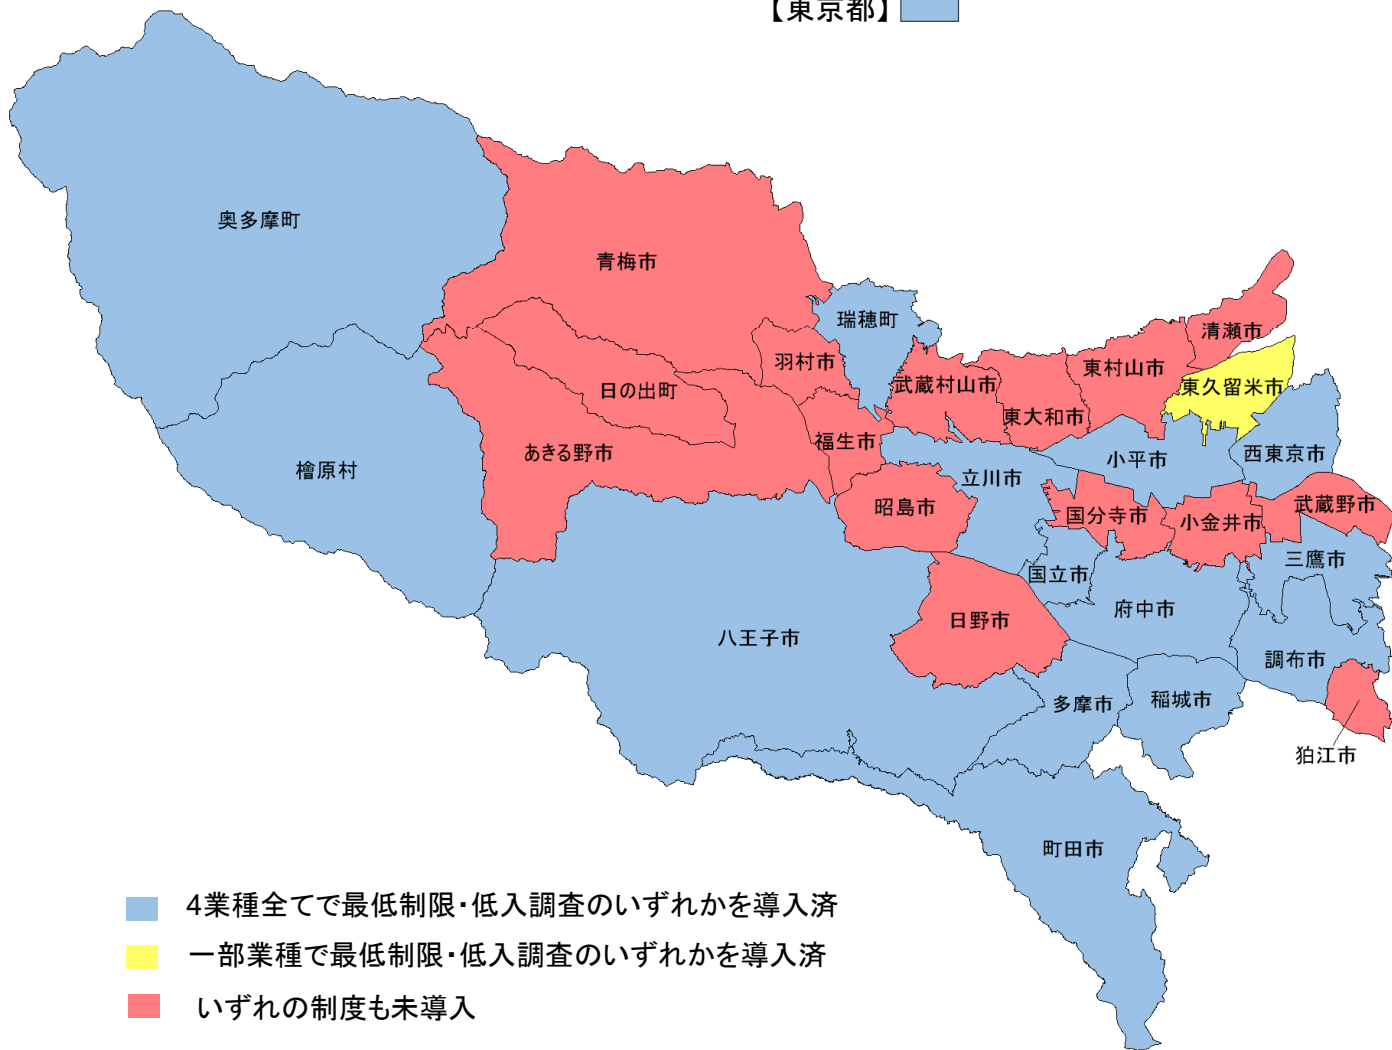 【東京都】
奥多摩町
青梅市
瑞穂町
清瀬市
羽村市
東村山市
武蔵村山市
東久留米市
日の出町
東大和市
福生市
あきる野市
西東京市
小平市
檜原村
立川市
武蔵野市
昭島市
国分寺市
小金井市
三鷹市
国立市
府中市
日野市
八王子市
調布市
稲城市
多摩市
狛江市
町田市
4業種全てで最低制限・低入調査のいずれかを導入済
一部業種で最低制限・低入調査のいずれかを導入済
いずれの制度も未導入